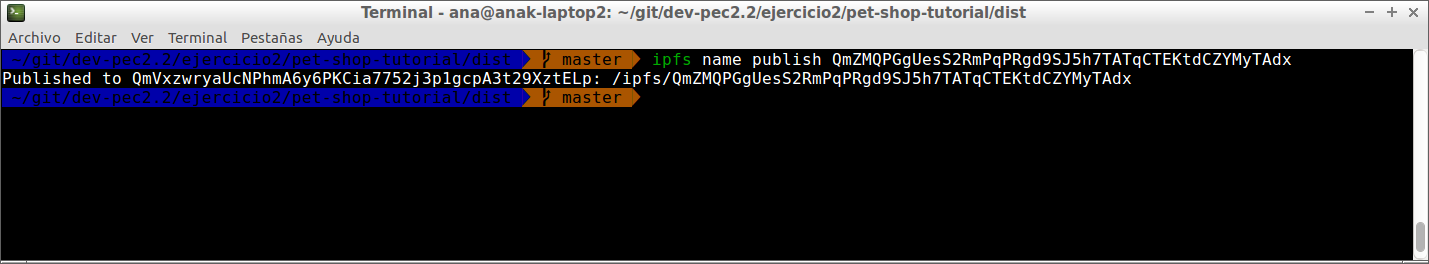 Terminal - ana@anak-laptop2: ~/git/dev-pec2.2/ejercicio2/pet-shop-tutorial/dist
Archivo Editar Ver Terminal Pestañas Ayuda
~/git/dev-pec2.2/ejercicio2/pet-shop-tutorial/dist master ipfs name publish QmZMQPGgUesS2RmPqPRgd9SJ5h7TATqCTEKtdCZYMyTAdx
Published to QmVxzwryaUcNPhmA6y6PKCia7752j3p1gcpA3t29XztELp: /ipfs/QmZMQPGgUesS2RmPqPRgd9SJ5h7TATqCTEKtdCZYMyTAdx
~/git/dev-pec2.2/ejercicio2/pet-shop-tutorial/dist master